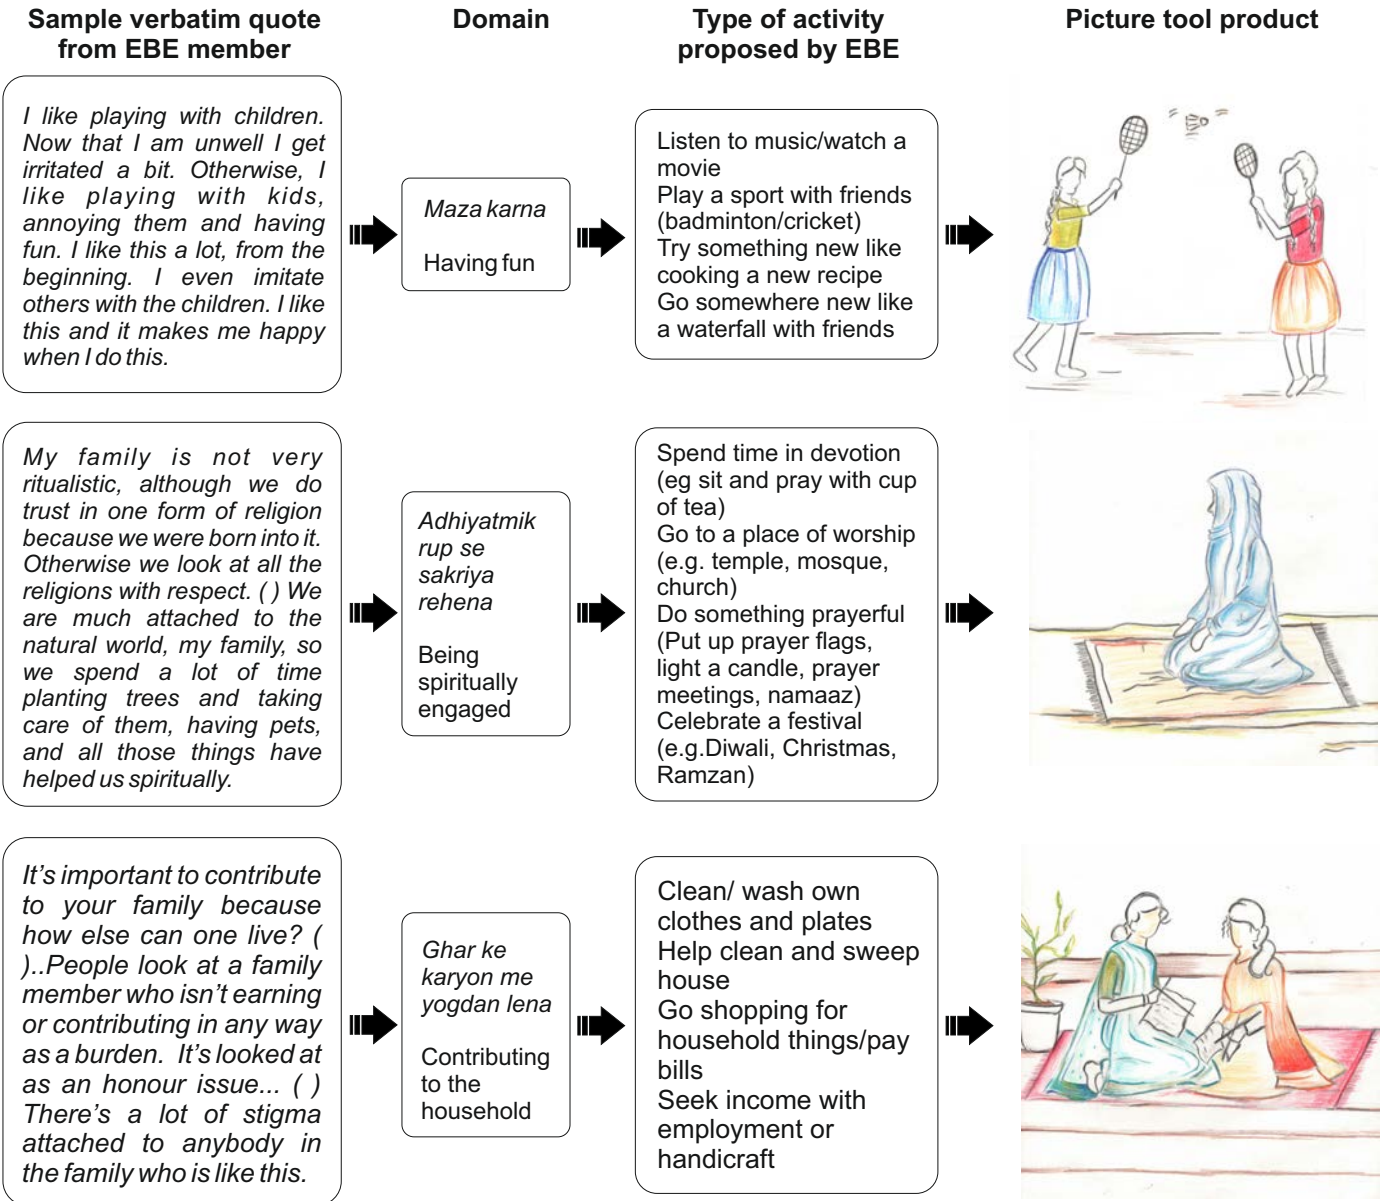 Sample verbatim quote
from EBE member
Domain
Type of activity
proposed by EBE
Picture tool product
I like playing with children.
Now that I am unwell I get
irritated a bit. Otherwise, I
like playing with kids,
annoying them and having
fun. I like this a lot, from the
beginning. I even imitate
others with the children. I like
this and it makes me happy
when I do this.
Maza karna
Having fun
Listen to music/watch a
movie
Play a sport with friends
(badminton/cricket)
Try something new like
cooking a new recipe
Go somewhere new like
a waterfall with friends
My family is not very
ritualistic, although we do
trust in one form of religion
because we were born into it.
Otherwise we look at all the
religions with respect. ( ) We
are much attached to the
natural world, my family, so
we spend a lot of time
planting trees and taking
care of them, having pets,
and all those things have
helped us spiritually.
Adhiyatmik
rup se
sakriya
rehena
Being
spiritually
engaged
Spend time in devotion
(eg sit and pray with cup
of tea)
Go to a place of worship
(e.g. temple, mosque,
church)
Do something prayerful
(Put up prayer flags,
light a candle, prayer
meetings, namaaz)
Celebrate a festival
(e.g.Diwali, Christmas,
Ramzan)
It's important to contribute
to your family because
how else can one live? (
)..People look at a family
member who isn't earning
or contributing in any way
as a burden. It's looked at
as an honour issue... ( )
There's a lot of stigma
attached to anybody in
the family who is like this.
Ghar ke
karyon me
yogdan lena
Contributing
to the
household
Clean/ wash own
clothes and plates
Help clean and sweep
house
Go shopping for
household things/pay
bills
Seek income with
employment or
handicraft